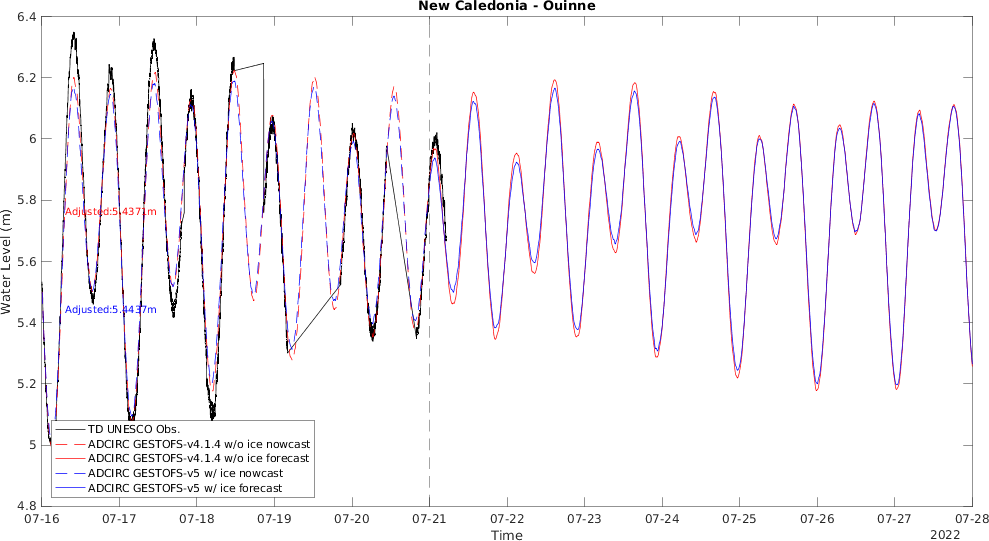 New Caledonia - Ouinne
6.4
6.2
6
5.8
5.6
5.4
5.2
5
4.8
Water Level (m)
Adjusted:5.4371m
Adjusted:5.4437m
TD UNESCO Obs.
ADCIRC GESTOFS-v4.1.4 w/o ice nowcast
ADCIRC GESTOFS-v4.1.4 w/o ice forecast
ADCIRC GESTOFS-v5 w/ ice nowcast
ADCIRC GESTOFS-v5 w/ ice forecast
07-16 07-17 07-18 07-19 07-20 07-21 07-22 07-23 07-24 07-25 07-26 07-27 07-28
Time
2022